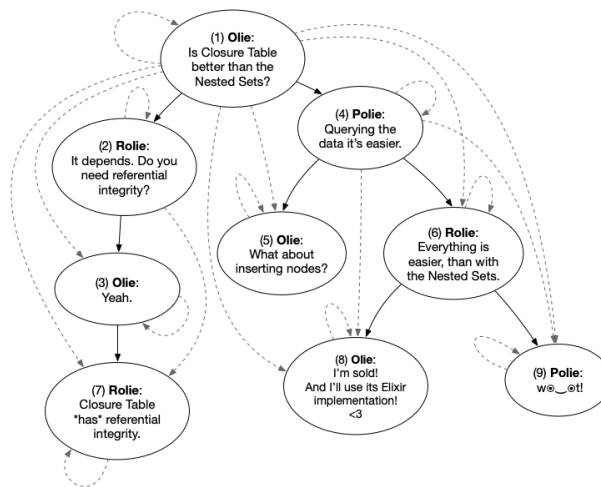 (1) Olie:
Is Closure Table
better than the
Nested Sets?
(4) Polie:
Querying the
data it's easier.
(2) Rolie:
It depends. Do you
need referential
integrity?
(6) Rolie:
Everything is
easier, than with
the Nested Sets.
(5) Olie:
What about
inserting nodes?
(3) Olie:
Yeah.
(8) Olie:
I'm sold!
And I'll use its Elixir
implementation!
<3
(9) Polie:
w⊙‿⊙t!
(7) Rolie:
Closure Table
*has* referential
integrity.